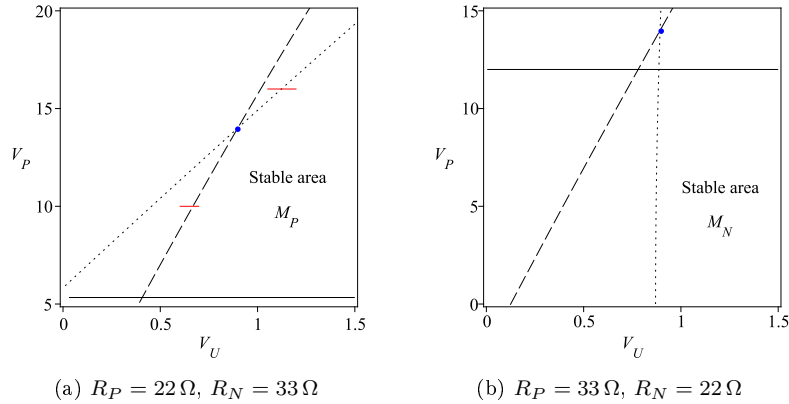 20
15
10
5
V_P
Stable area
M_P
0 0.5 1 1.5
V_U
(a) R_P = 22 Ω, R_N = 33 Ω
15
10
5
0
V_P
Stable area
M_N
0 0.5 1 1.5
V_U
(b) R_P = 33 Ω, R_N = 22 Ω